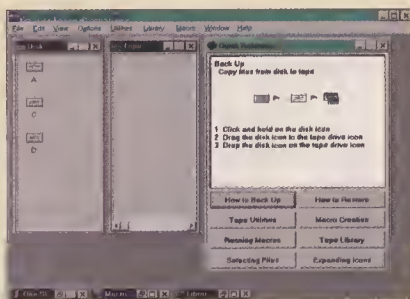 File Edit View Options Utilities Library Macro Window Help
Disk
Tape
Quick Reference
A
C
D
Back Up
Copy files from disk to tape
1 Click and hold on the disk icon
2 Drag the disk icon to the tape drive icon
3 Drop the disk icon on the tape drive icon
How to Back Up How to Restore
Tape Utilities Macro Creation
Running Macros Tape Library
Selecting Files Expanding Icons
Macro